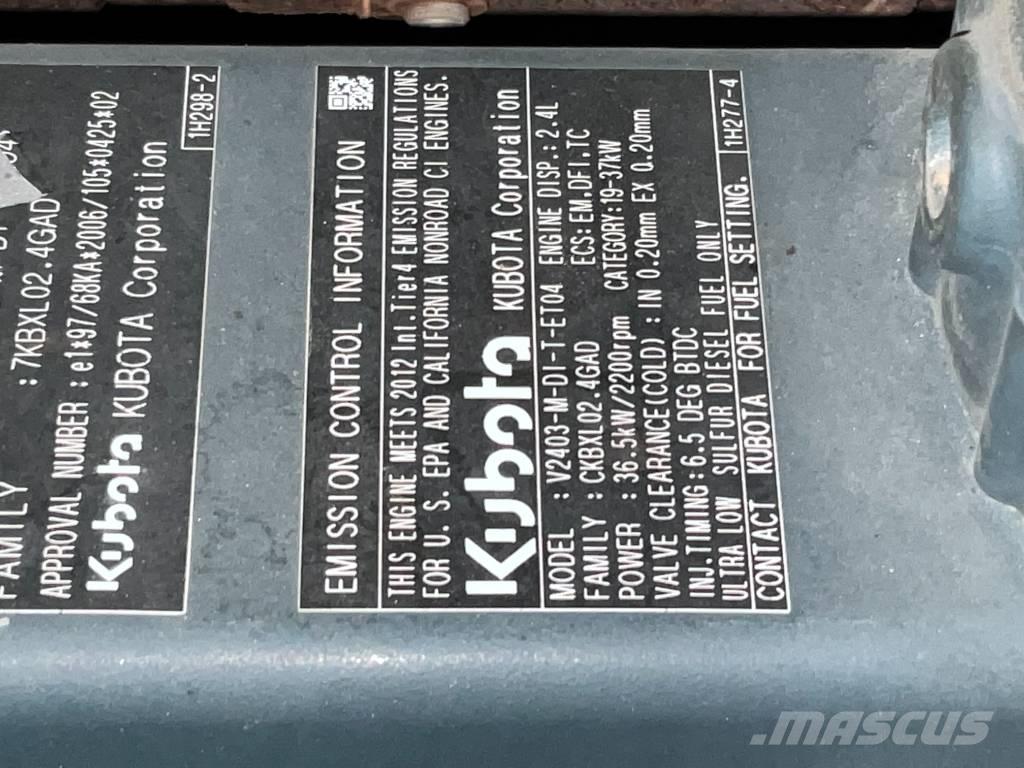 FAMILY : 7KBXL02.4GAD
APPROVAL NUMBER : e1*97/68KA*2006/105*0425*02
Kubota KUBOTA Corporation
1H298-2
EMISSION CONTROL INFORMATION
THIS ENGINE MEETS 2012 Int.Tier4 EMISSION REGULATIONS
FOR U. S. EPA AND CALIFORNIA NONROAD CI ENGINES.
Kubota KUBOTA Corporation
MODEL : V2403-M-DI-T-ET04 ENGINE DISP.: 2.4L
FAMILY : CKBXL02.4GAD ECS: EM.DFI.TC
POWER : 36.5kW/2200rpm CATEGORY:19-37kW
VALVE CLEARANCE(COLD) : IN 0.20mm EX 0.20mm
INJ.TIMING:6.5 DEG BTDC
ULTRA LOW SULFUR DIESEL FUEL ONLY
CONTACT KUBOTA FOR FUEL SETTING. 1H277-4
MASCUS